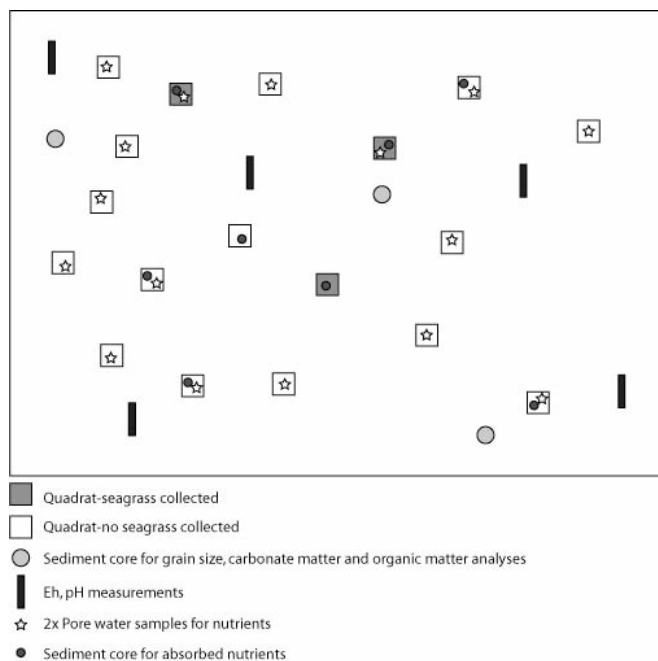 Quadrat-seagrass collected
Quadrat-no seagrass collected
Sediment core for grain size, carbonate matter and organic matter analyses
Eh, pH measurements
2x Pore water samples for nutrients
Sediment core for absorbed nutrients